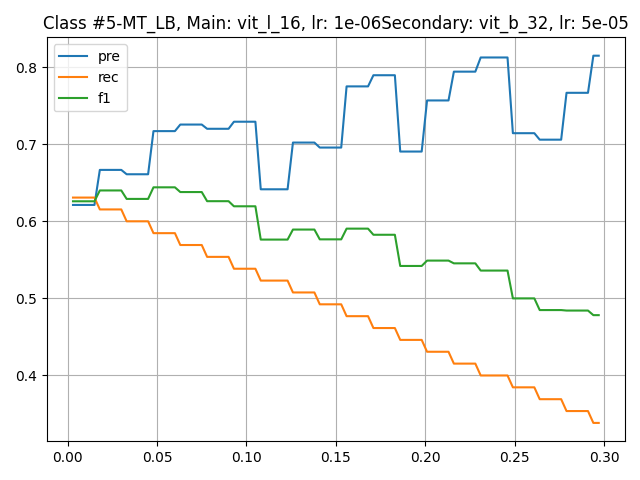 Class #5-MT_LB, Main: vit_l_16, lr: 1e-06Secondary: vit_b_32, lr: 5e-05
pre
rec
f1
0.8
0.7
0.6
0.5
0.4
0.00 0.05 0.10 0.15 0.20 0.25 0.30